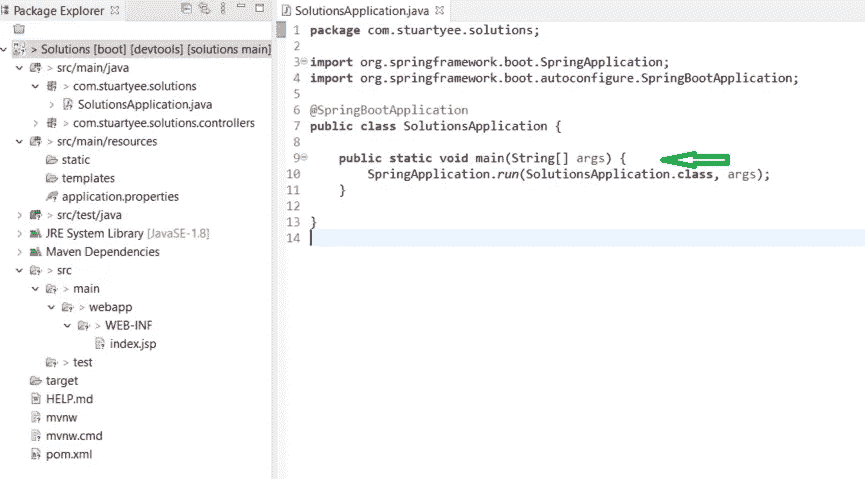 Package Explorer
> Solutions [boot] [devtools] [solutions main]
> src/main/java
> com.stuartyee.solutions
> SolutionsApplication.java
> com.stuartyee.solutions.controllers
> src/main/resources
static
templates
application.properties
> src/test/java
JRE System Library [JavaSE-1.8]
Maven Dependencies
> src
> main
> webapp
> WEB-INF
index.jsp
> test
target
HELP.md
mvnw
mvnw.cmd
pom.xml
SolutionsApplication.java
1 package com.stuartyee.solutions;
2
3 import org.springframework.boot.SpringApplication;
4 import org.springframework.boot.autoconfigure.SpringBootApplication;
5
6 @SpringBootApplication
7 public class SolutionsApplication {
8
9 public static void main(String[] args) {
10 SpringApplication.run(SolutionsApplication.class, args);
11 }
12
13 }
14